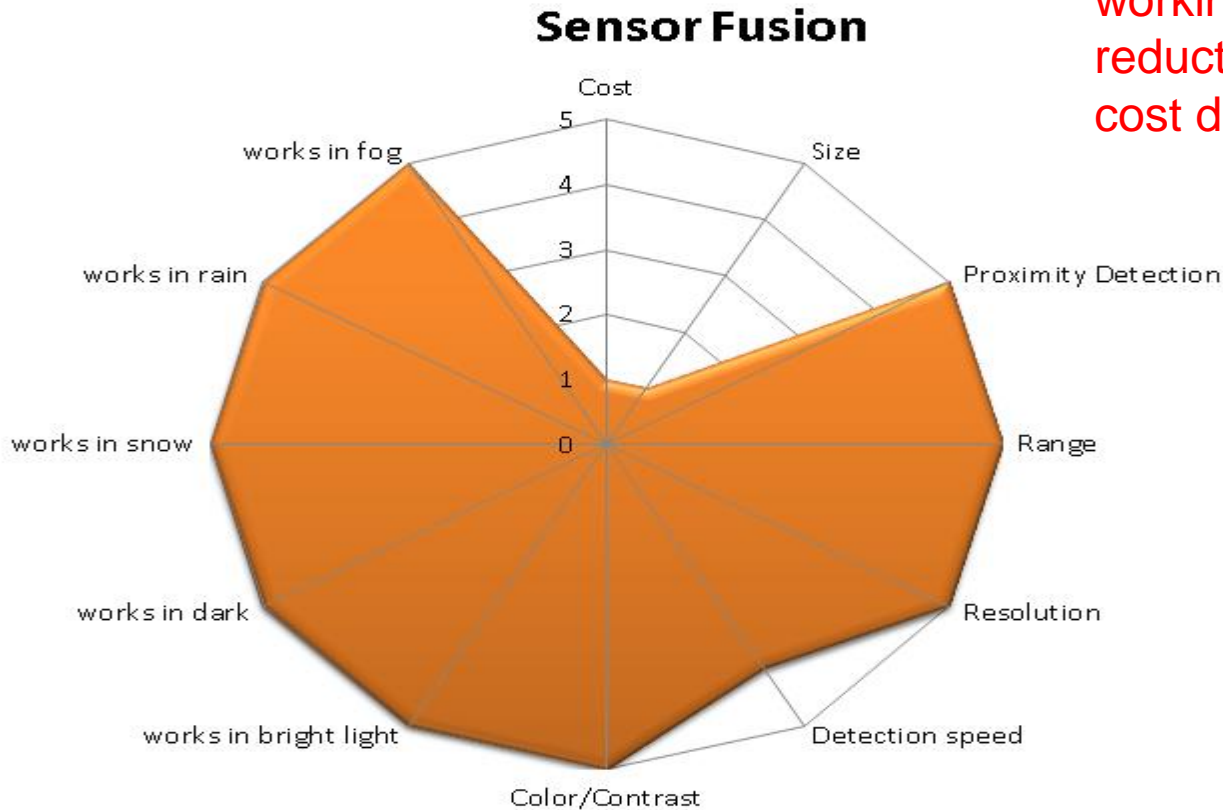 Sensor Fusion
reduct
cost d
Cost
5
works in fog
Size
4
works in rain
3
Proximity Detection
2
1
works in snow
0
Range
works in dark
Resolution
works in bright light
Detection speed
Color/Contrast